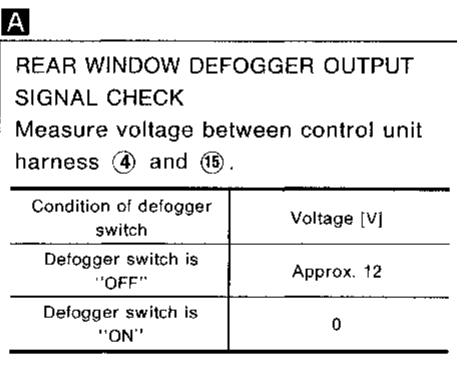 A
REAR WINDOW DEFOGGER OUTPUT
SIGNAL CHECK
Measure voltage between control unit
harness ④ and ⑮.
Condition of defogger
switch
Voltage [V]
Defogger switch is
"OFF"
Approx. 12
Defogger switch is
"ON"
0